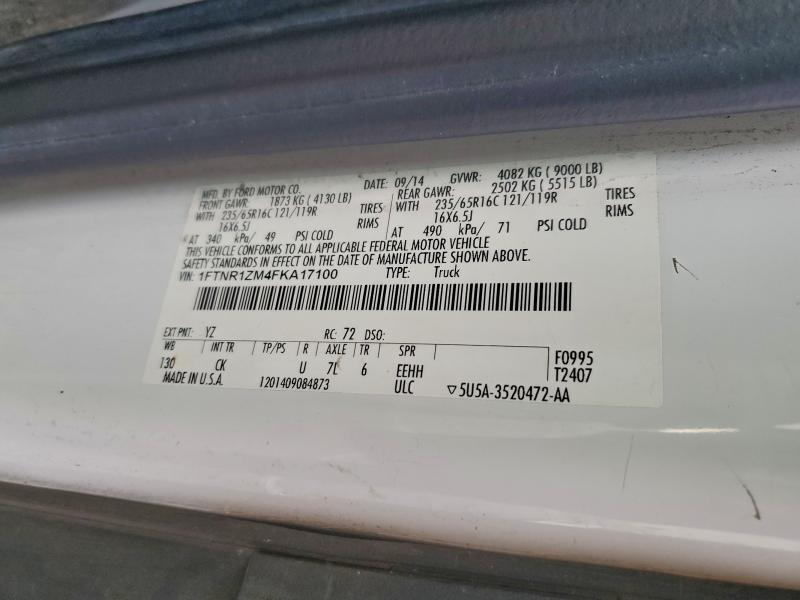 MFD. BY FORD MOTOR CO. DATE: 09/14 GVWR: 4082 KG ( 9000 LB)
FRONT GAWR: 1873 KG ( 4130 LB) REAR GAWR: 2502 KG ( 5515 LB)
WITH 235/65R16C 121/119R TIRES WITH 235/65R16C 121/119R TIRES
16X6.5J RIMS 16X6.5J RIMS
AT 340 kPa/ 49 PSI COLD AT 490 kPa/ 71 PSI COLD
THIS VEHICLE CONFORMS TO ALL APPLICABLE FEDERAL MOTOR VEHICLE
SAFETY STANDARDS IN EFFECT ON THE DATE OF MANUFACTURE SHOWN ABOVE.
VIN: 1FTNR1ZM4FKA17100 TYPE: Truck
EXT PNT: YZ RC: 72 DSO:
WB INT TR TP/PS R AXLE TR SPR F0995
130 CK U 7L 6 EEHH T2407
MADE IN U.S.A. 1201409084873 ULC ▽5U5A-3520472-AA